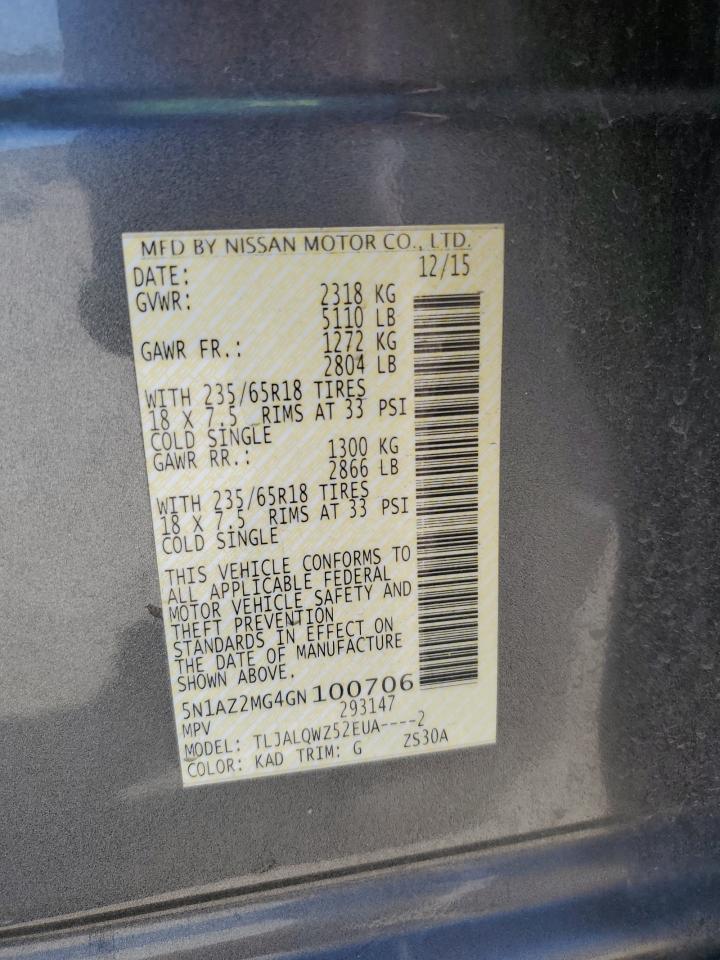 MFD BY NISSAN MOTOR CO., LTD.
DATE: 12/15
GVWR: 2318 KG
5110 LB
GAWR FR.: 1272 KG
2804 LB
WITH 235/65R18 TIRES
18 X 7.5 RIMS AT 33 PSI
COLD SINGLE
GAWR RR.: 1300 KG
2866 LB
WITH 235/65R18 TIRES
18 X 7.5 RIMS AT 33 PSI
COLD SINGLE
THIS VEHICLE CONFORMS TO
ALL APPLICABLE FEDERAL
MOTOR VEHICLE SAFETY AND
THEFT PREVENTION
STANDARDS IN EFFECT ON
THE DATE OF MANUFACTURE
SHOWN ABOVE.
5N1AZ2MG4GN100706
MPV 293147
MODEL: TLJALQWZ52EUA----2
COLOR: KAD TRIM: G ZS30A